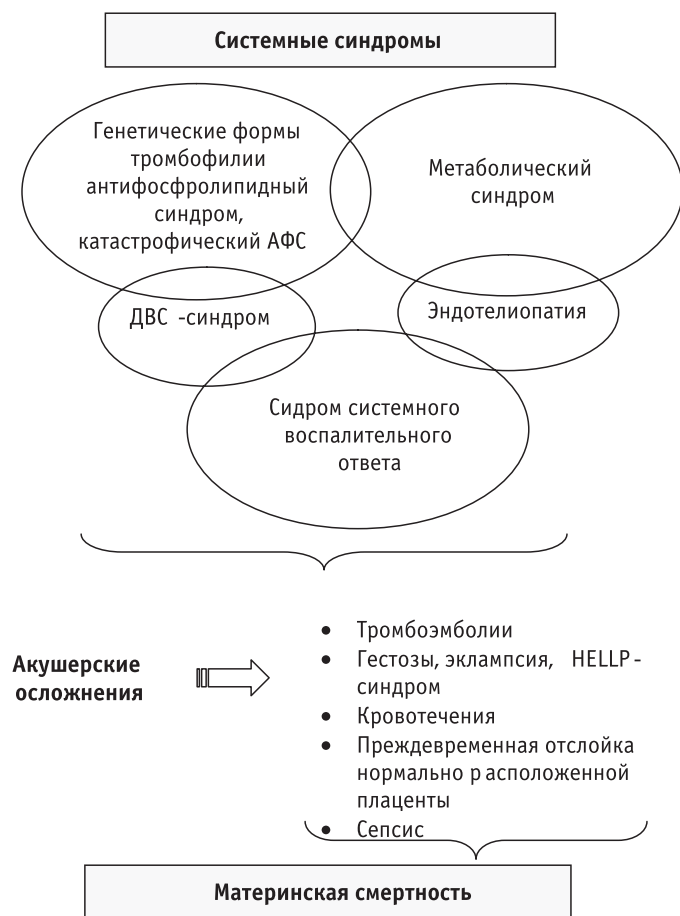 Системные синдромы
Генетические формы
тромбофилии
антифосфролипидный
синдром,
катастрофический АФС
Метаболический
синдром
ДВС -синдром
Эндотелиопатия
Сидром системного
воспалительного
ответа
Акушерские
осложнения
• Тромбоэмболии
• Гестозы, эклампсия, HELLP-
синдром
• Кровотечения
• Преждевременная отслойка
нормально р асположенной
плаценты
• Сепсис
Материнская смертность